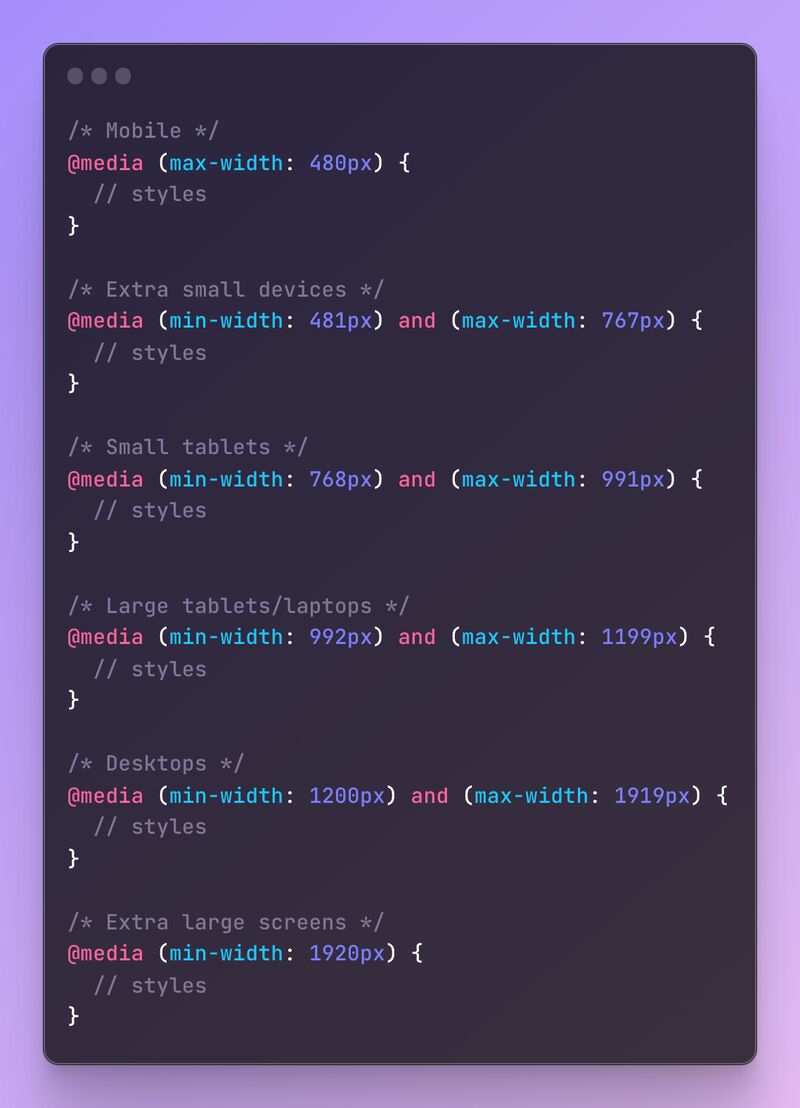 /* Mobile */
@media (max-width: 480px) {
  // styles
}
/* Extra small devices */
@media (min-width: 481px) and (max-width: 767px) {
  // styles
}
/* Small tablets */
@media (min-width: 768px) and (max-width: 991px) {
  // styles
}
/* Large tablets/laptops */
@media (min-width: 992px) and (max-width: 1199px) {
  // styles
}
/* Desktops */
@media (min-width: 1200px) and (max-width: 1919px) {
  // styles
}
/* Extra large screens */
@media (min-width: 1920px) {
  // styles
}